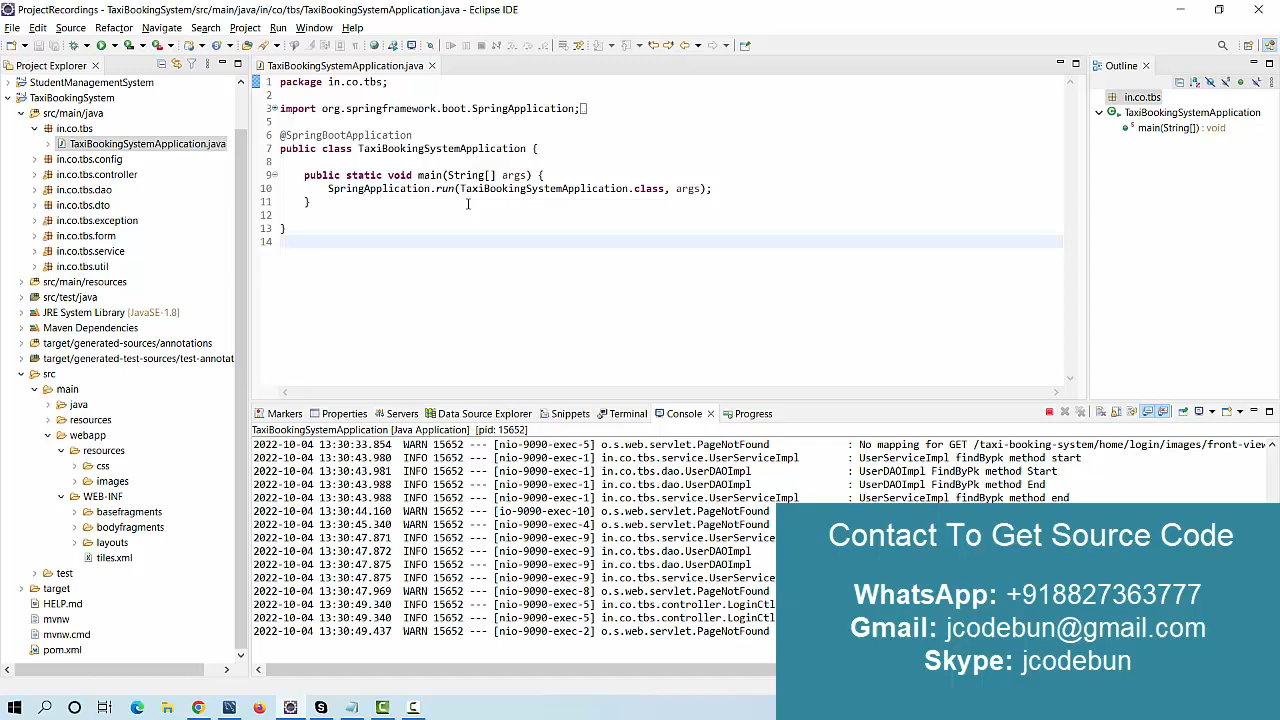 ProjectRecordings - TaxiBookingSystem/src/main/java/in/co/tbs/TaxiBookingSystemApplication.java - Eclipse IDE
File Edit Source Refactor Navigate Search Project Run Window Help
Project Explorer
StudentManagementSystem
TaxiBookingSystem
src/main/java
in.co.tbs
TaxiBookingSystemApplication.java
in.co.tbs.config
in.co.tbs.controller
in.co.tbs.dao
in.co.tbs.dto
in.co.tbs.exception
in.co.tbs.form
in.co.tbs.service
in.co.tbs.util
src/main/resources
src/test/java
JRE System Library [JavaSE-1.8]
Maven Dependencies
target/generated-sources/annotations
target/generated-test-sources/test-annotat
src
main
java
resources
webapp
resources
css
images
WEB-INF
basefragments
bodyfragments
layouts
tiles.xml
test
target
HELP.md
mvnw
mvnw.cmd
pom.xml
TaxiBookingSystemApplication.java
1 package in.co.tbs;
2
3 import org.springframework.boot.SpringApplication;
5
6 @SpringBootApplication
7 public class TaxiBookingSystemApplication {
8
9 public static void main(String[] args) {
10 SpringApplication.run(TaxiBookingSystemApplication.class, args);
11 }
12
13 }
14
Outline
in.co.tbs
TaxiBookingSystemApplication
main(String[]) : void
Markers Properties Servers Data Source Explorer Snippets Terminal Console Progress
TaxiBookingSystemApplication [Java Application] [pid: 15652]
2022-10-04 13:30:33.854 WARN 15652 --- [nio-9090-exec-5] o.s.web.servlet.PageNotFound : No mapping for GET /taxi-booking-system/home/login/images/front-view
2022-10-04 13:30:43.980 INFO 15652 --- [nio-9090-exec-1] in.co.tbs.service.UserServiceImpl : UserServiceImpl findBypk method start
2022-10-04 13:30:43.981 INFO 15652 --- [nio-9090-exec-1] in.co.tbs.dao.UserDAOImpl : UserDAOImpl FindByPk method Start
2022-10-04 13:30:43.988 INFO 15652 --- [nio-9090-exec-1] in.co.tbs.dao.UserDAOImpl : UserDAOImpl FindByPk method End
2022-10-04 13:30:43.988 INFO 15652 --- [nio-9090-exec-1] in.co.tbs.service.UserServiceImpl : UserServiceImpl findBypk method end
2022-10-04 13:30:44.160 WARN 15652 --- [io-9090-exec-10] o.s.web.servlet.PageNotFound
2022-10-04 13:30:45.340 WARN 15652 --- [nio-9090-exec-4] o.s.web.servlet.PageNotFound
2022-10-04 13:30:47.871 INFO 15652 --- [nio-9090-exec-9] in.co.tbs.service.UserService
2022-10-04 13:30:47.872 INFO 15652 --- [nio-9090-exec-9] in.co.tbs.dao.UserDAOImpl
2022-10-04 13:30:47.875 INFO 15652 --- [nio-9090-exec-9] in.co.tbs.dao.UserDAOImpl
2022-10-04 13:30:47.875 INFO 15652 --- [nio-9090-exec-9] in.co.tbs.service.UserService
2022-10-04 13:30:47.969 WARN 15652 --- [nio-9090-exec-8] o.s.web.servlet.PageNotFound
2022-10-04 13:30:49.340 INFO 15652 --- [nio-9090-exec-5] in.co.tbs.controller.LoginCtl
2022-10-04 13:30:49.340 INFO 15652 --- [nio-9090-exec-5] in.co.tbs.controller.LoginCtl
2022-10-04 13:30:49.437 WARN 15652 --- [nio-9090-exec-2] o.s.web.servlet.PageNotFound
Contact To Get Source Code
WhatsApp: +918827363777
Gmail: jcodebun@gmail.com
Skype: jcodebun